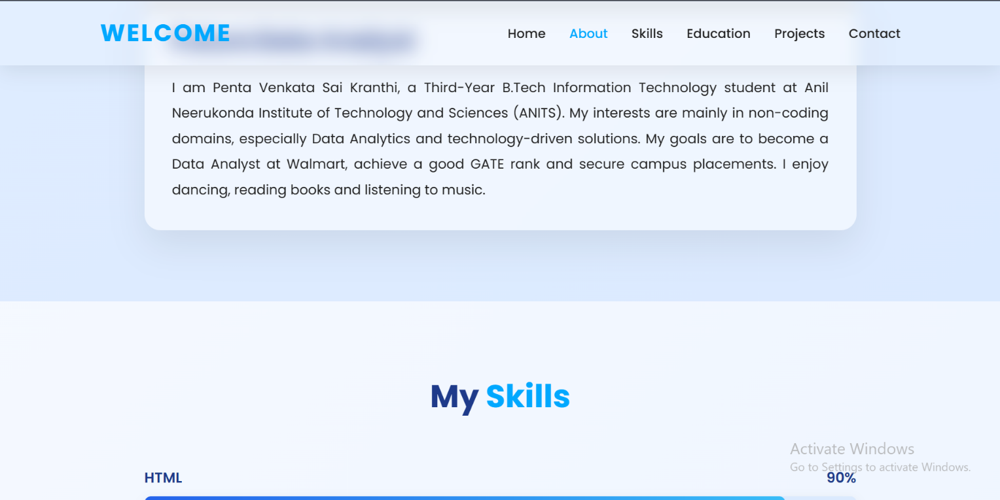 WELCOME
Home About Skills Education Projects Contact
I am Penta Venkata Sai Kranthi, a Third-Year B.Tech Information Technology student at Anil
Neerukonda Institute of Technology and Sciences (ANITS). My interests are mainly in non-coding
domains, especially Data Analytics and technology-driven solutions. My goals are to become a
Data Analyst at Walmart, achieve a good GATE rank and secure campus placements. I enjoy
dancing, reading books and listening to music.
My Skills
Activate Windows
Go to Settings to activate Windows.
HTML 90%